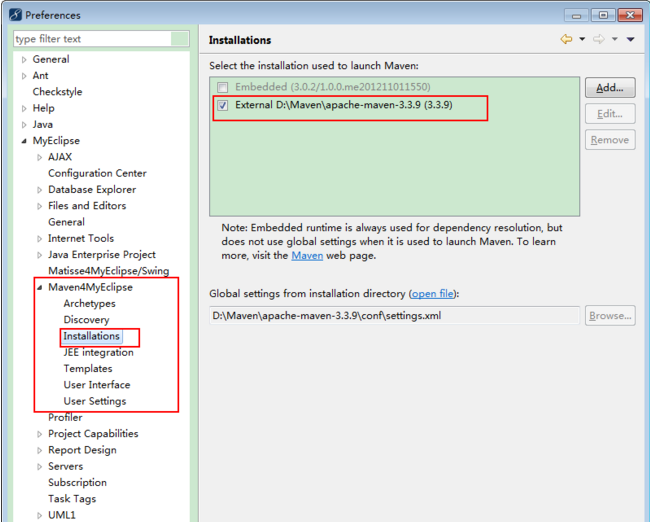 Preferences
type filter text
General
Ant
Checkstyle
Help
Java
MyEclipse
AJAX
Configuration Center
Database Explorer
Files and Editors
General
Internet Tools
Java Enterprise Project
Matisse4MyEclipse/Swing
Maven4MyEclipse
Archetypes
Discovery
Installations
JEE integration
Templates
User Interface
User Settings
Profiler
Project Capabilities
Report Design
Servers
Subscription
Task Tags
UML1
Installations
Select the installation used to launch Maven:
Embedded (3.0.2/1.0.0.me201211011550)
External D:\Maven\apache-maven-3.3.9 (3.3.9)
Add...
Edit...
Remove
Note: Embedded runtime is always used for dependency resolution, but
does not use global settings when it is used to launch Maven. To learn
more, visit the Maven web page.
Global settings from installation directory (open file):
D:\Maven\apache-maven-3.3.9\conf\settings.xml
Browse...